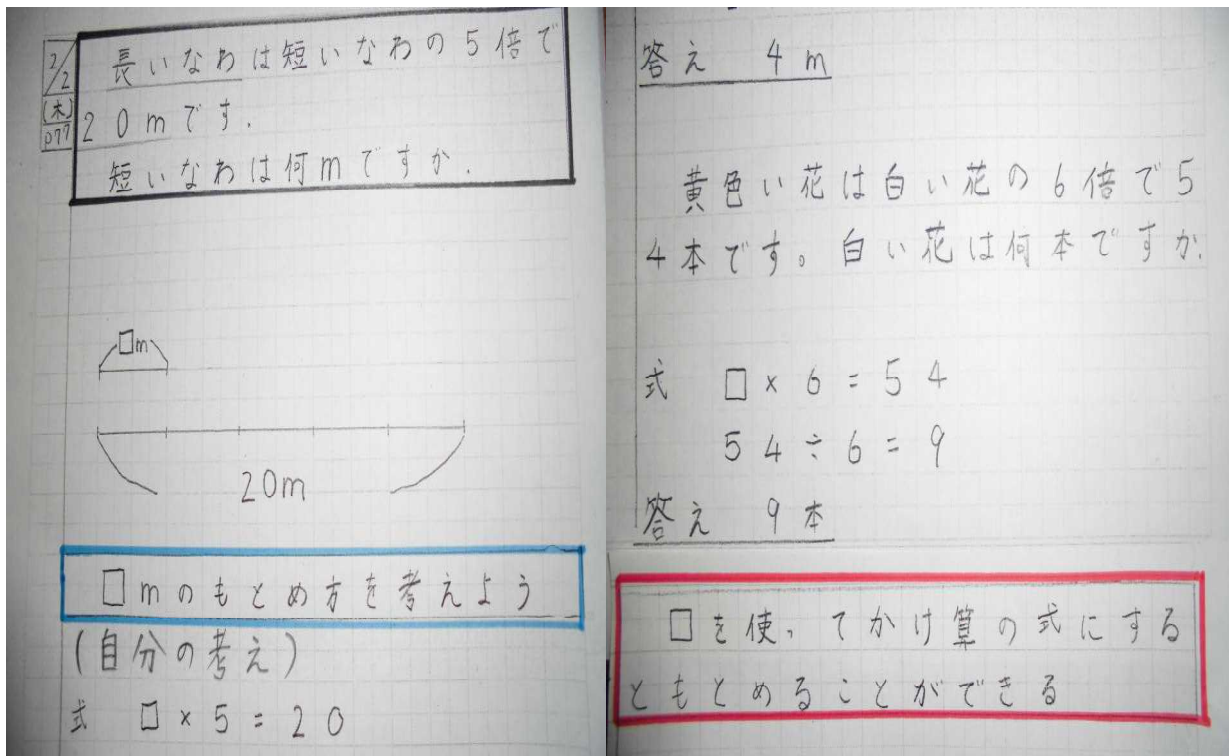 2/2
(木)
P77
長いなわは短いなわの5倍で
20mです.
短いなわは何mですか.
□m
20m
□mのもとめ方を考えよう
(自分の考え)
式 □×5=20
答え 4m
黄色い花は白い花の6倍で5
4本です。白い花は何本ですか.
式 □×6=54
54÷6=9
答え 9本
□を使ってかけ算の式にする
ともとめることができる